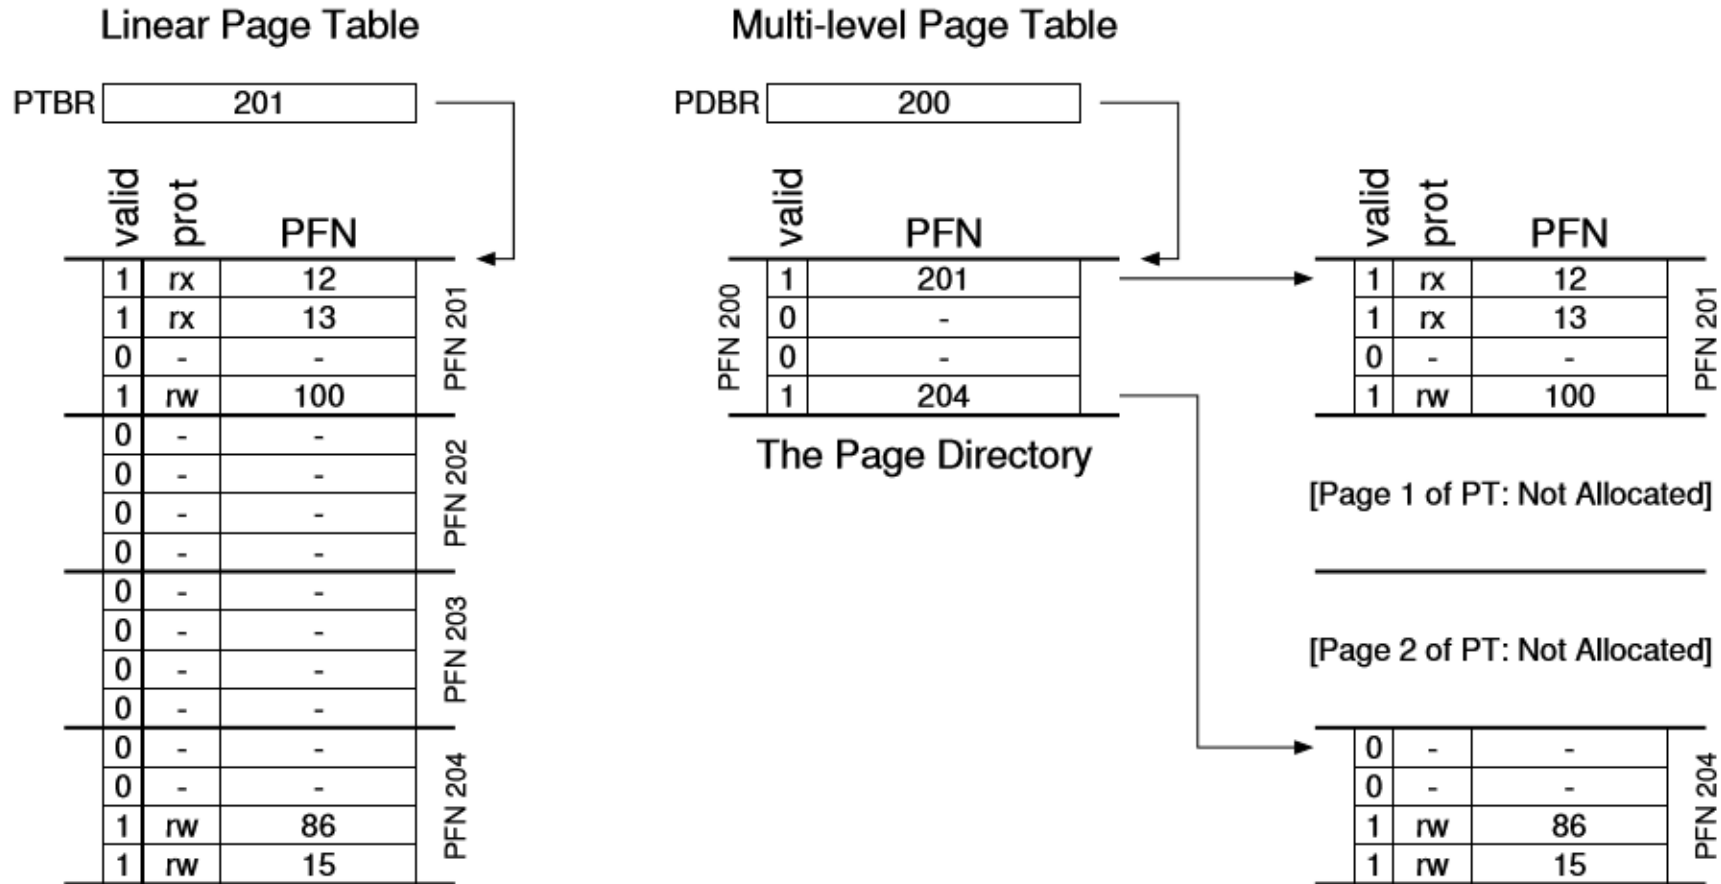 Linear Page Table
PTBR 201
valid prot PFN
1 rx 12
1 rx 13
0 - -
1 rw 100
PFN 201
0 - -
0 - -
0 - -
0 - -
PFN 202
0 - -
0 - -
0 - -
0 - -
PFN 203
0 - -
0 - -
1 rw 86
1 rw 15
PFN 204
Multi-level Page Table
PDBR 200
valid PFN
PFN 200
1 201
0 -
0 -
1 204
The Page Directory
valid prot PFN
1 rx 12
1 rx 13
0 - -
1 rw 100
PFN 201
[Page 1 of PT: Not Allocated]
[Page 2 of PT: Not Allocated]
0 - -
0 - -
1 rw 86
1 rw 15
PFN 204